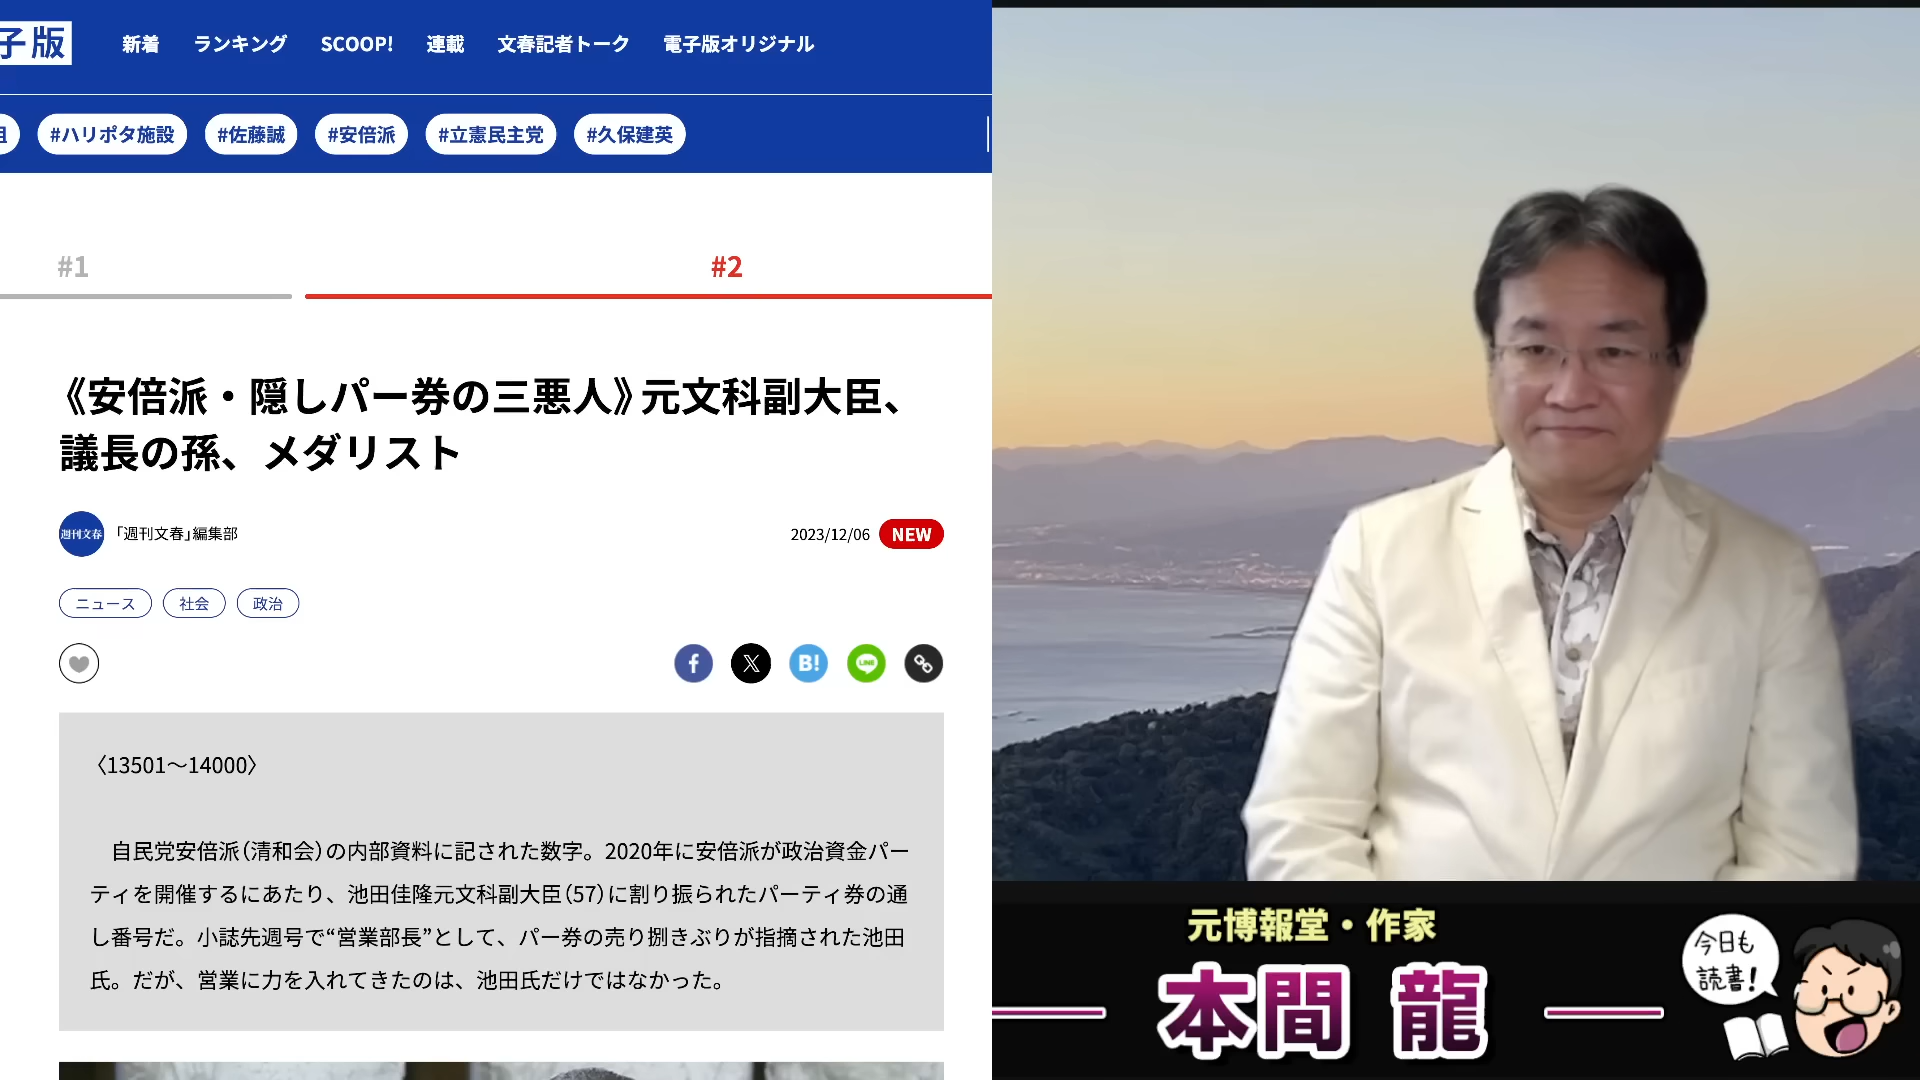 子版
新着 ランキング SCOOP! 連載 文春記者トーク 電子版オリジナル
#ハリポタ施設 #佐藤誠 #安倍派 #立憲民主党 #久保建英
#1 #2
《安倍派・隠しパー券の三悪人》元文科副大臣、
議長の孫、メダリスト
週刊文春 「週刊文春」編集部 2023/12/06 NEW
ニュース 社会 政治
f X B! LINE
〈13501〜14000〉
自民党安倍派（清和会）の内部資料に記された数字。2020年に安倍派が政治資金パー
ティを開催するにあたり、池田佳隆元文科副大臣（57）に割り振られたパーティ券の通
し番号だ。小誌先週号で“営業部長”として、パー券の売り捌きぶりが指摘された池田
氏。だが、営業に力を入れてきたのは、池田氏だけではなかった。
元博報堂・作家
本間 龍
今日も
読書!